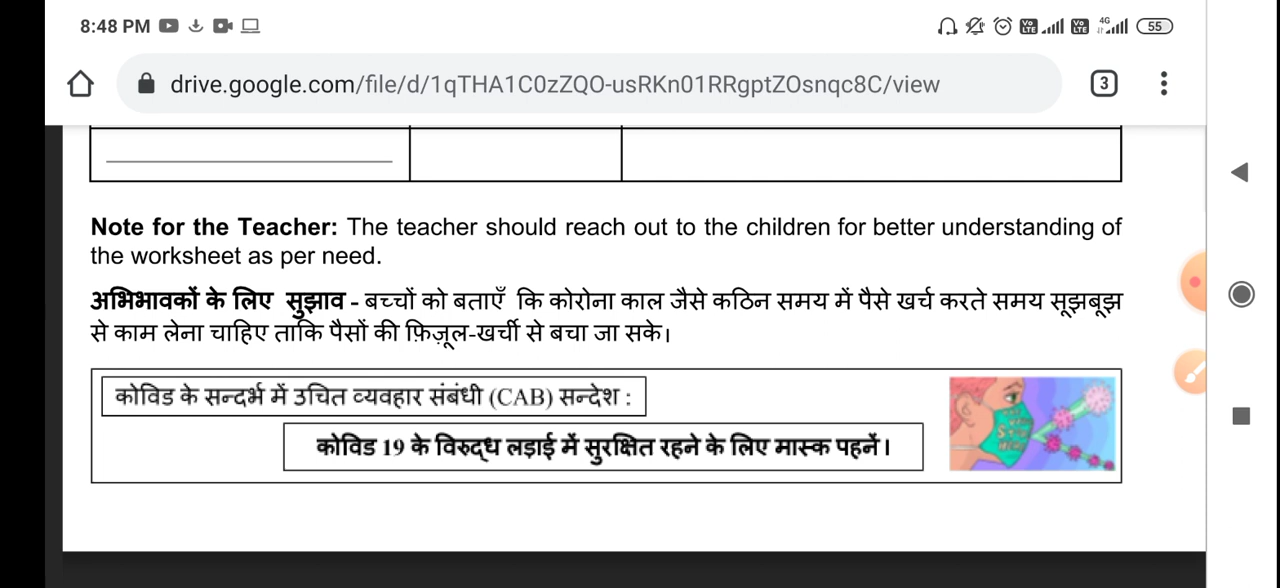 8:48 PM
VoLTE VoLTE 4G 55
drive.google.com/file/d/1qTHA1C0zZQO-usRKn01RRgptZOsnqc8C/view
3
Note for the Teacher: The teacher should reach out to the children for better understanding of
the worksheet as per need.
अभिभावकों के लिए सुझाव - बच्चों को बताएँ कि कोरोना काल जैसे कठिन समय में पैसे खर्च करते समय सूझबूझ
से काम लेना चाहिए ताकि पैसों की फ़िज़ूल-खर्ची से बचा जा सके।
कोविड के सन्दर्भ में उचित व्यवहार संबंधी (CAB) सन्देश :
कोविड 19 के विरुद्ध लड़ाई में सुरक्षित रहने के लिए मास्क पहनें।